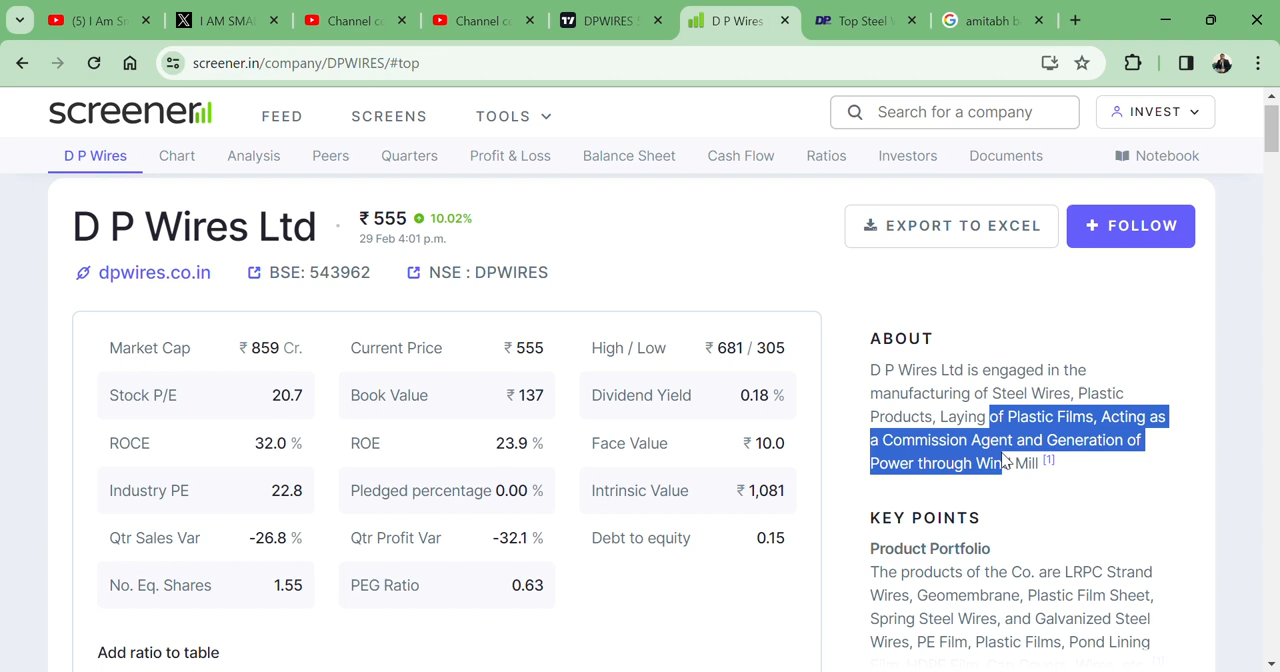 (5) I Am Sm
I AM SMA
Channel c
Channel c
DPWIRES S
D P Wires
Top Steel
amitabh b
screener.in/company/DPWIRES/#top
screener
FEED
SCREENS
TOOLS
Search for a company
INVEST
D P Wires
Chart
Analysis
Peers
Quarters
Profit & Loss
Balance Sheet
Cash Flow
Ratios
Investors
Documents
Notebook
D P Wires Ltd
₹ 555
10.02%
29 Feb 4:01 p.m.
EXPORT TO EXCEL
+ FOLLOW
dpwires.co.in
BSE: 543962
NSE : DPWIRES
Market Cap ₹ 859 Cr.
Current Price ₹ 555
High / Low ₹ 681 / 305
Stock P/E 20.7
Book Value ₹ 137
Dividend Yield 0.18 %
ROCE 32.0 %
ROE 23.9 %
Face Value ₹ 10.0
Industry PE 22.8
Pledged percentage 0.00 %
Intrinsic Value ₹ 1,081
Qtr Sales Var -26.8 %
Qtr Profit Var -32.1 %
Debt to equity 0.15
No. Eq. Shares 1.55
PEG Ratio 0.63
Add ratio to table
ABOUT
D P Wires Ltd is engaged in the
manufacturing of Steel Wires, Plastic
Products, Laying of Plastic Films, Acting as
a Commission Agent and Generation of
Power through Wind Mill [1]
KEY POINTS
Product Portfolio
The products of the Co. are LRPC Strand
Wires, Geomembrane, Plastic Film Sheet,
Spring Steel Wires, and Galvanized Steel
Wires, PE Film, Plastic Films, Pond Lining